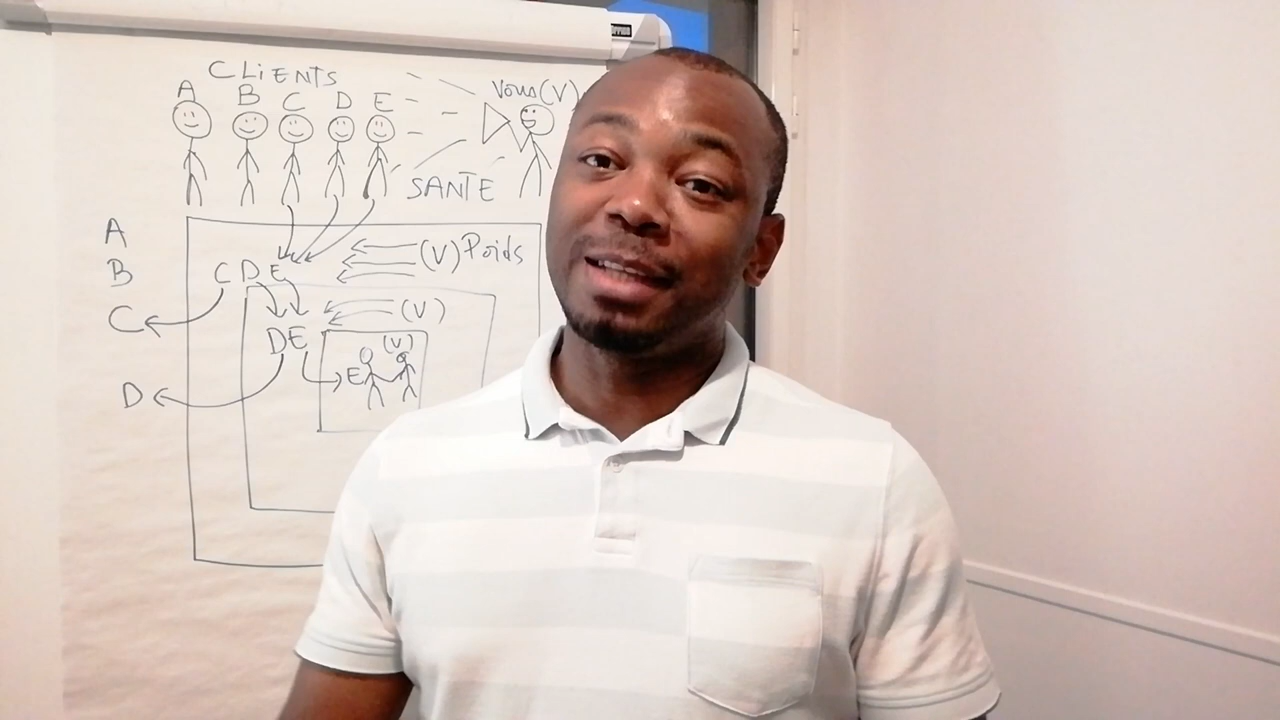 CLiENTS
Vous(V)
A B C D E
SANTE
A
B
C D E
(V) Poids
C
(V)
D E
(V)
E
D